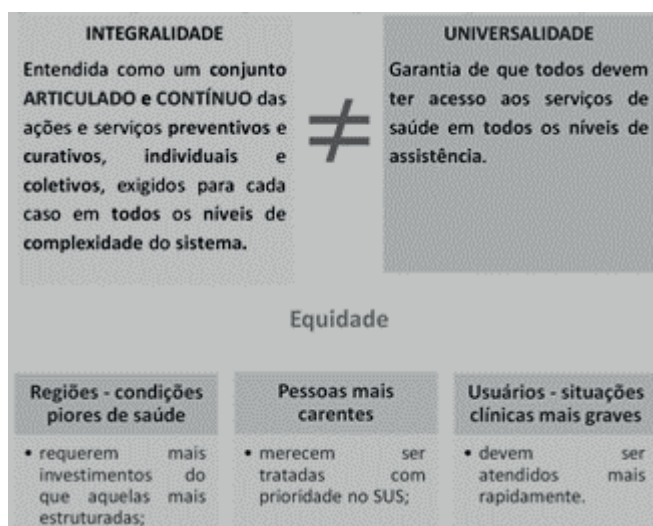 INTEGRALIDADE
Entendida como um conjunto
ARTICULADO e CONTÍNUO das
ações e serviços preventivos e
curativos, individuais e
coletivos, exigidos para cada
caso em todos os níveis de
complexidade do sistema.
≠
UNIVERSALIDADE
Garantia de que todos devem
ter acesso aos serviços de
saúde em todos os níveis de
assistência.
Equidade
Regiões - condições
piores de saúde
• requerem mais
investimentos do
que aquelas mais
estruturadas;
Pessoas mais
carentes
• merecem ser
tratadas com
prioridade no SUS;
Usuários - situações
clínicas mais graves
• devem ser
atendidos mais
rapidamente.